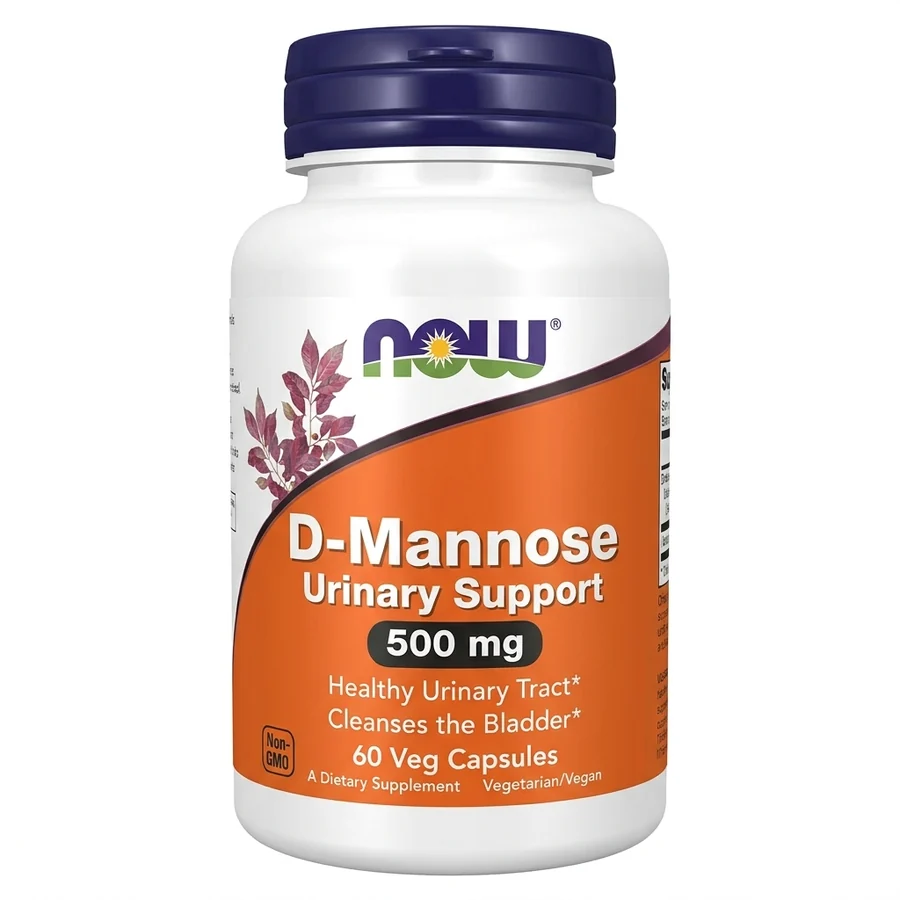 now®
D-Mannose
Urinary Support
500 mg
Healthy Urinary Tract*
Cleanses the Bladder*
60 Veg Capsules
Non-
GMO
A Dietary Supplement Vegetarian/Vegan